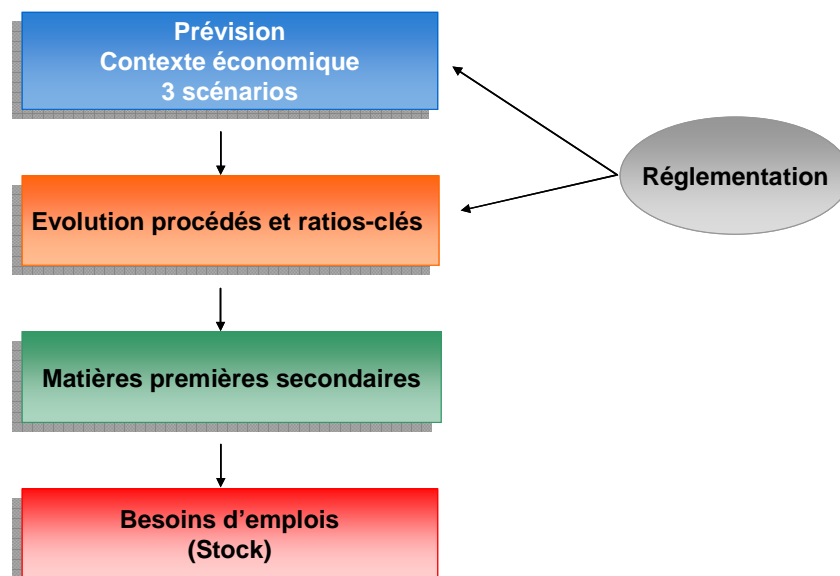 Prévision
Contexte économique
3 scénarios
Réglementation
Evolution procédés et ratios-clés
Matières premières secondaires
Besoins d’emplois
(Stock)